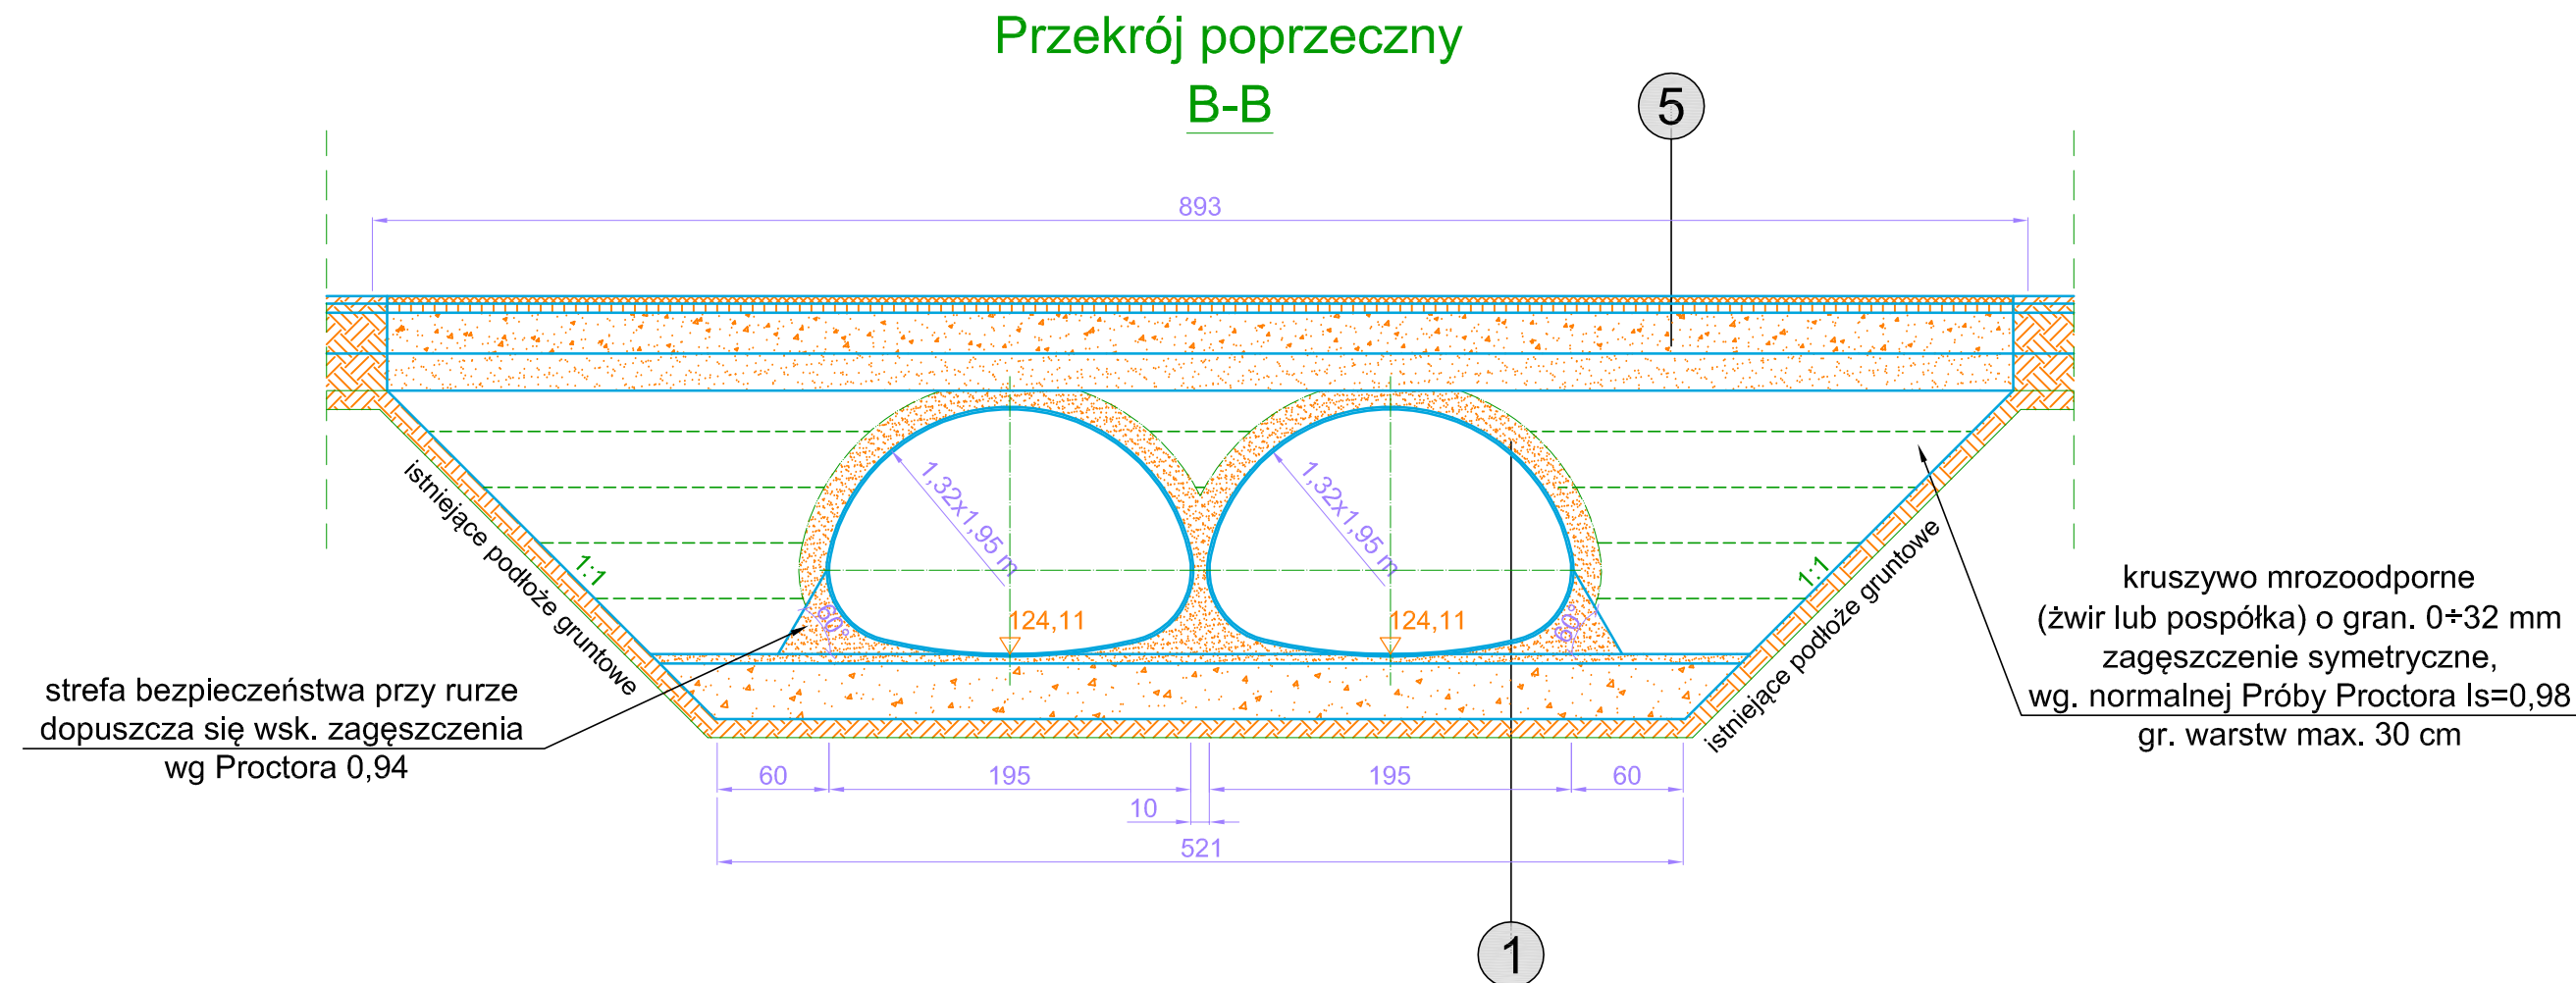 Przekrój poprzeczny
B-B
5
893
istniejące podłoże gruntowe
1:1
1,32x1,95 m
1,32x1,95 m
1:1
istniejące podłoże gruntowe
60°
124,11
124,11
60°
kruszywo mrozoodporne
(żwir lub pospółka) o gran. 0÷32 mm
zagęszczenie symetryczne,
wg. normalnej Próby Proctora Is=0,98
gr. warstw max. 30 cm
strefa bezpieczeństwa przy rurze
dopuszcza się wsk. zagęszczenia
wg Proctora 0,94
60
195
195
60
10
521
1